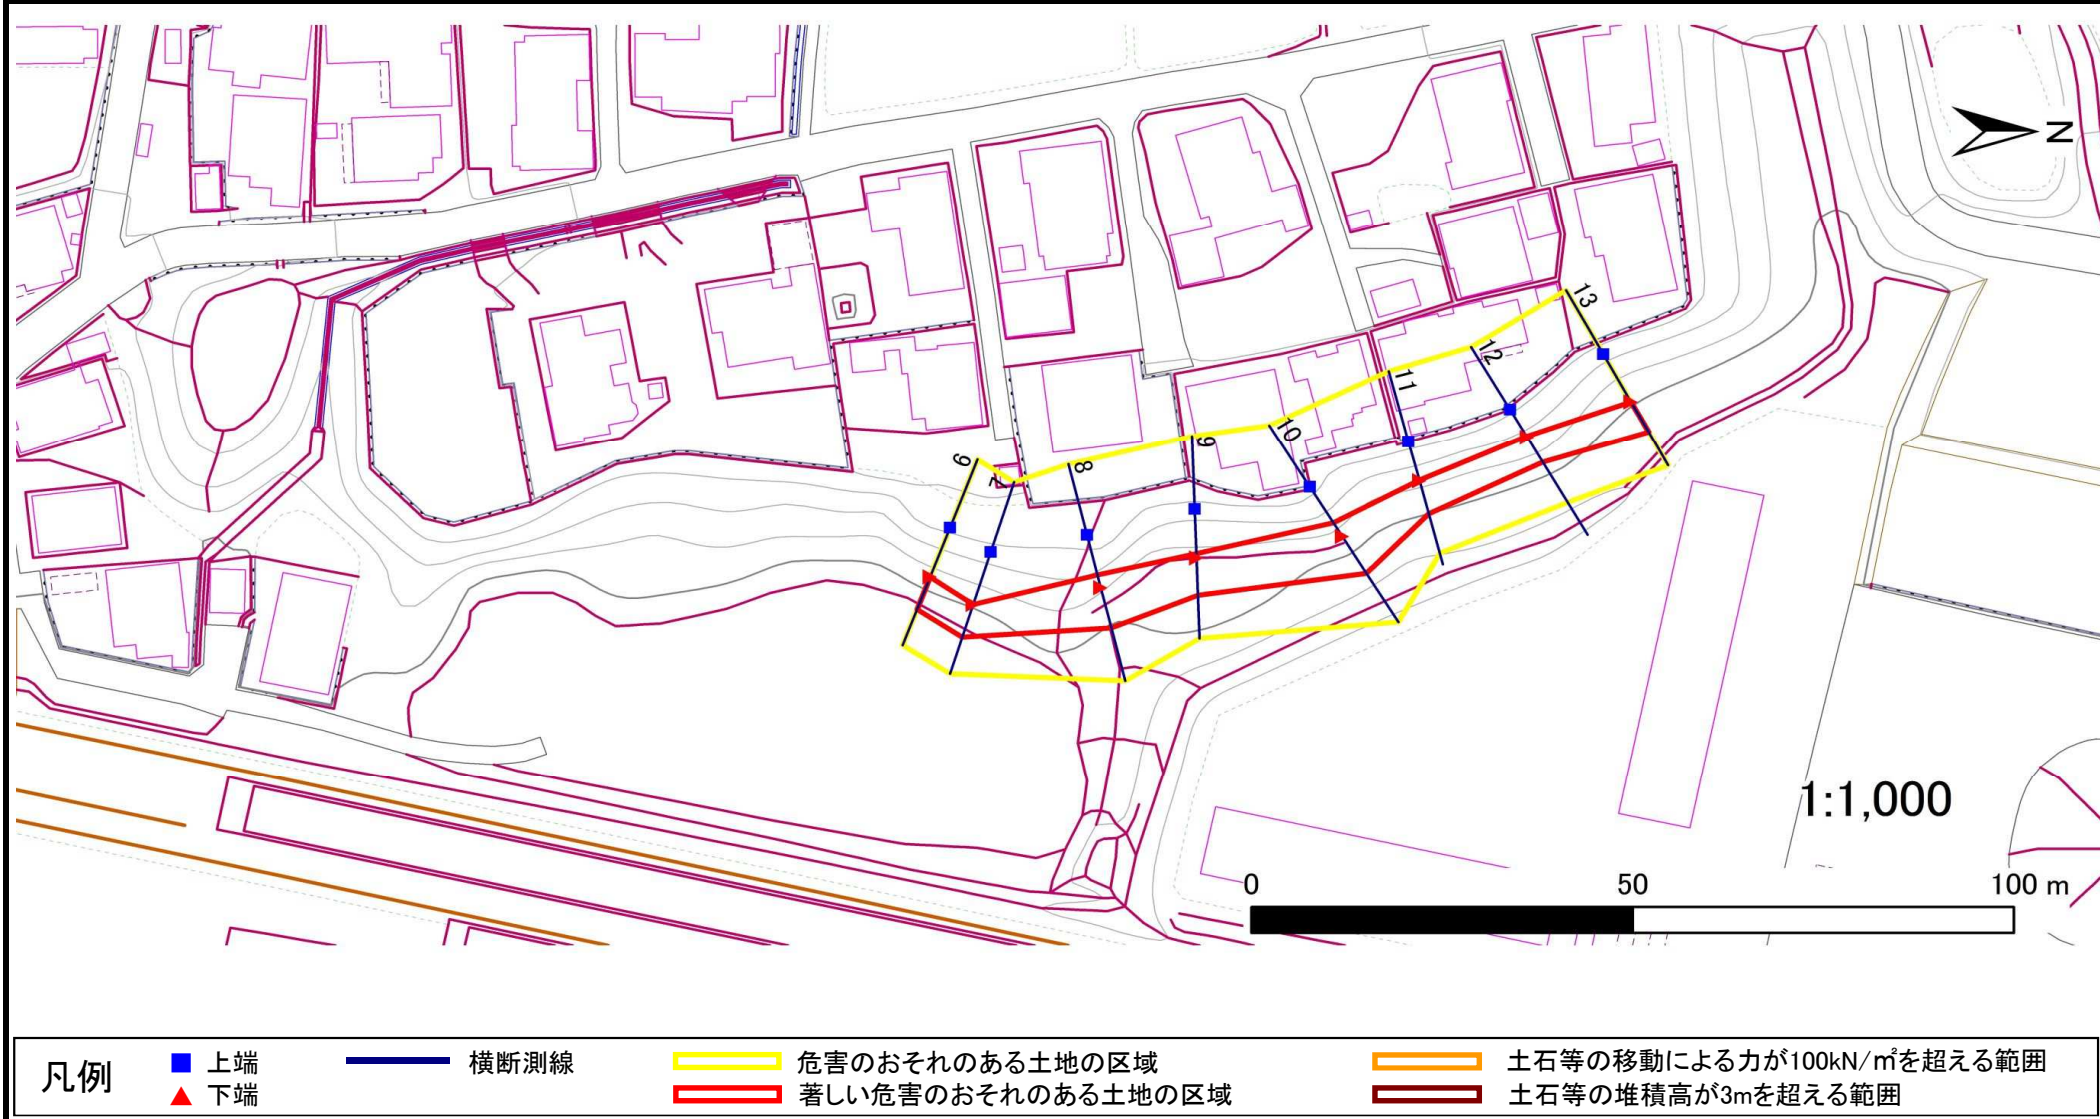 N
13
12
11
10
9
8
7
6
1:1,000
0 50 100 m
凡例
上端
下端
横断測線
危害のおそれのある土地の区域
著しい危害のおそれのある土地の区域
土石等の移動による力が100kN/㎡を超える範囲
土石等の堆積高が3mを超える範囲